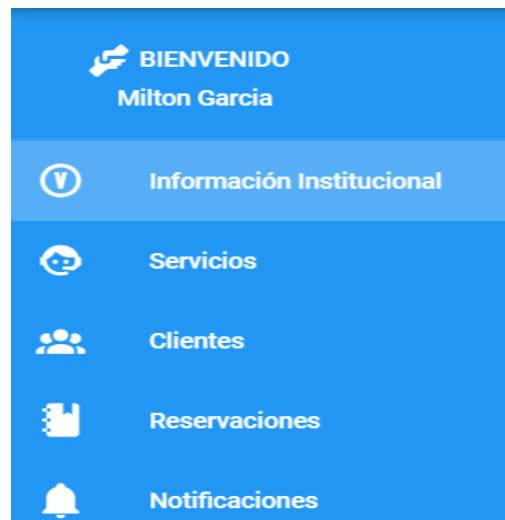 BIENVENIDO
Milton Garcia
Información Institucional
Servicios
Clientes
Reservaciones
Notificaciones